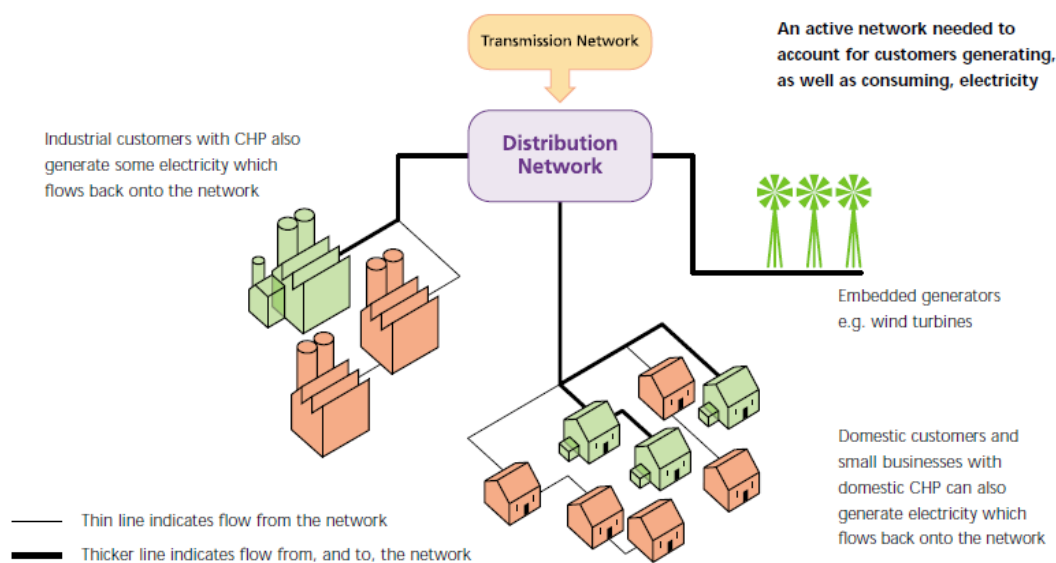 Transmission Network
An active network needed to
account for customers generating,
as well as consuming, electricity
Industrial customers with CHP also
generate some electricity which
flows back onto the network
Distribution
Network
Embedded generators
e.g. wind turbines
Domestic customers and
small businesses with
domestic CHP can also
generate electricity which
flows back onto the network
Thin line indicates flow from the network
Thicker line indicates flow from, and to, the network